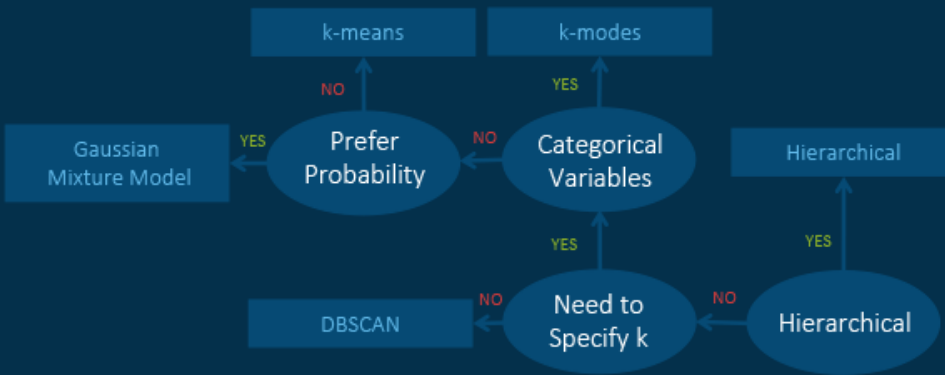 k-means
k-modes
NO
YES
Gaussian
Mixture Model
YES
Prefer
Probability
NO
Categorical
Variables
Hierarchical
YES
YES
DBSCAN
NO
Need to
Specify k
NO
Hierarchical